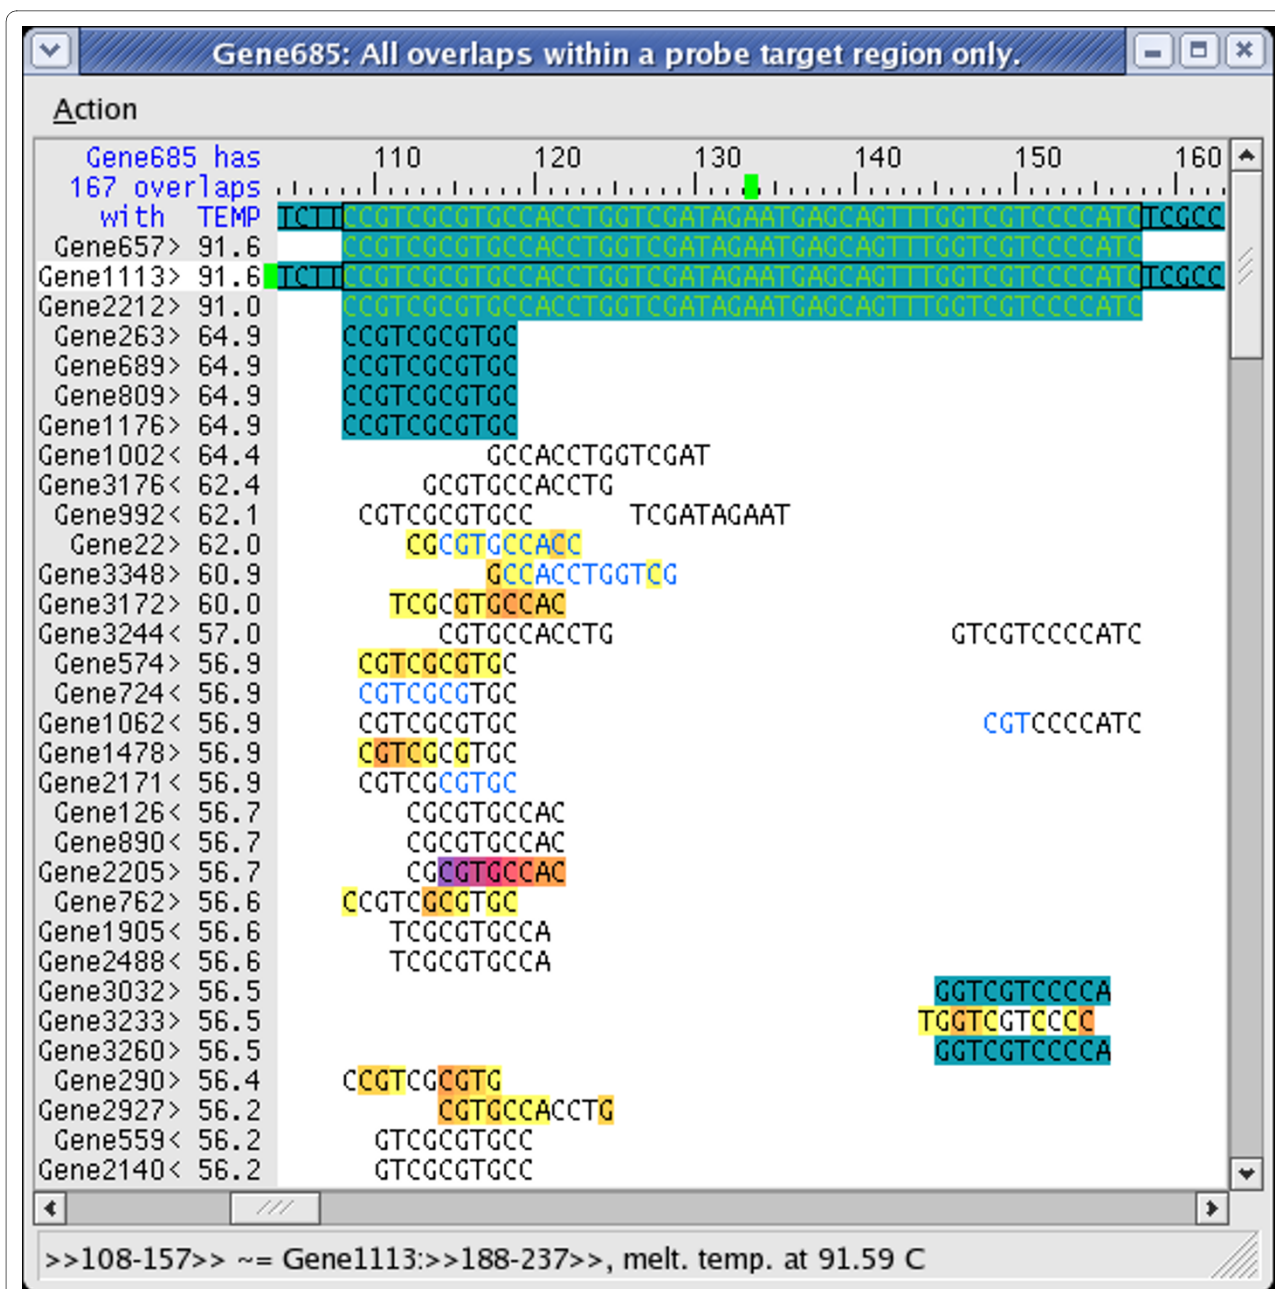 Gene685: All overlaps within a probe target region only.
Action
Gene685 has 110 120 130 140 150 160
167 overlaps
with TEMP TCTTCCGTCGCGTGCCACCTGGTCGATAGAATGAGCAGTTTGGTCGTCCCCATCTCGCC
Gene657> 91.6 CCGTCGCGTGCCACCTGGTCGATAGAATGAGCAGTTTGGTCGTCCCCATC
Gene1113> 91.6 TCTTCCGTCGCGTGCCACCTGGTCGATAGAATGAGCAGTTTGGTCGTCCCCATCTCGCC
Gene2212> 91.0 CCGTCGCGTGCCACCTGGTCGATAGAATGAGCAGTTTGGTCGTCCCCATC
Gene263> 64.9 CCGTCGCGTGC
Gene689> 64.9 CCGTCGCGTGC
Gene809> 64.9 CCGTCGCGTGC
Gene1176> 64.9 CCGTCGCGTGC
Gene1002< 64.4 GCCACCTGGTCGAT
Gene3176< 62.4 GCGTGCCACCTG
Gene992< 62.1 CGTCGCGTGCC TCGATAGAAT
Gene22> 62.0 CGCGTGCCACC
Gene3348> 60.9 GCCACCTGGTCG
Gene3172> 60.0 TCGCGTGCCAC
Gene3244< 57.0 CGTGCCACCTG GTCGTCCCCATC
Gene574> 56.9 CGTCGCGTGC
Gene724< 56.9 CGTCGCGTGC
Gene1062< 56.9 CGTCGCGTGC CGTCCCCATC
Gene1478> 56.9 CGTCGCGTGC
Gene2171< 56.9 CGTCGCGTGC
Gene126< 56.7 CGCGTGCCAC
Gene890< 56.7 CGCGTGCCAC
Gene2205> 56.7 CGCGTGCCAC
Gene762> 56.6 CCGTCGCGTGC
Gene1905< 56.6 TCGCGTGCCA
Gene2488< 56.6 TCGCGTGCCA
Gene3032> 56.5 GGTCGTCCCCA
Gene3233> 56.5 TGGTCGTCCCC
Gene3260> 56.5 GGTCGTCCCCA
Gene290> 56.4 CCGTCGCGTG
Gene2927> 56.2 CGTGCCACCTG
Gene559< 56.2 GTCGCGTGCC
Gene2140< 56.2 GTCGCGTGCC
>>108-157>> ~= Gene1113:>>188-237>>, melt. temp. at 91.59 C